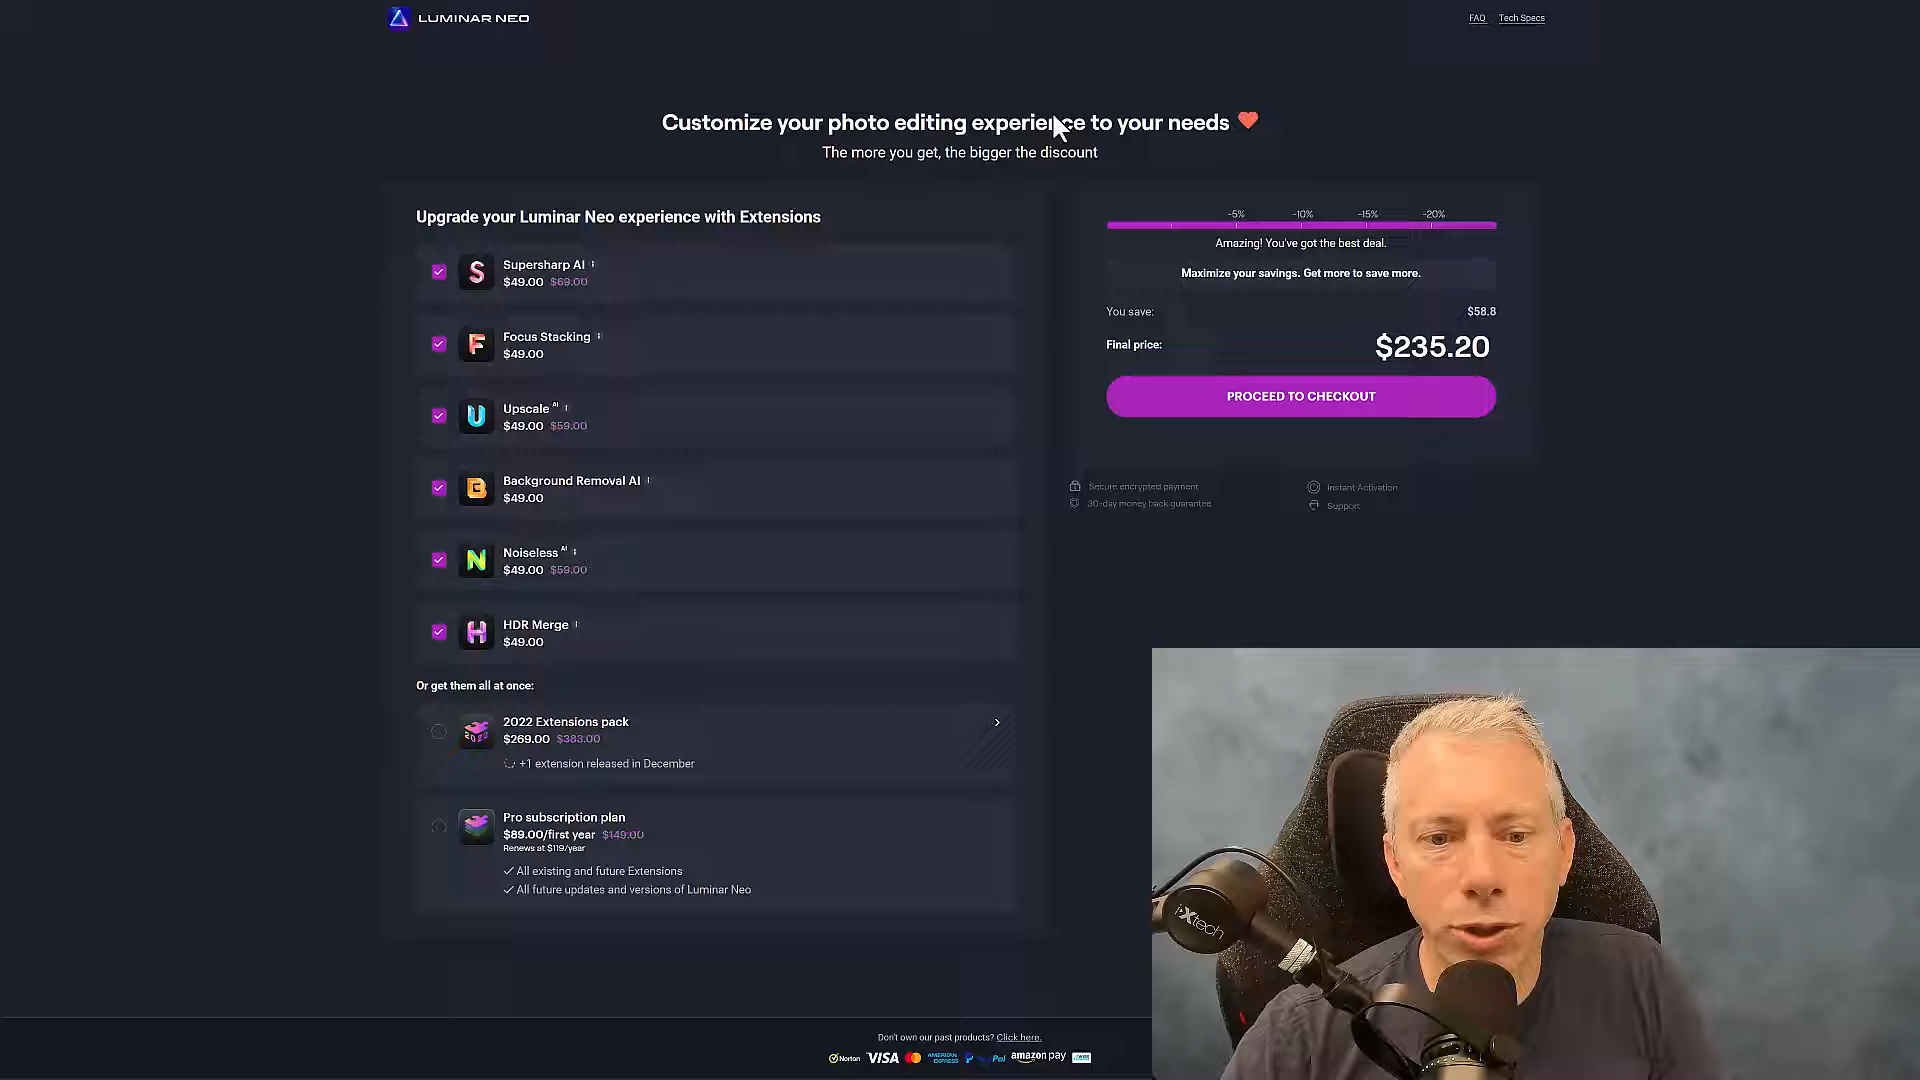 LUMINAR NEO
FAQ Tech Specs
Customize your photo editing experience to your needs
The more you get, the bigger the discount
Upgrade your Luminar Neo experience with Extensions
Supersharp AI
$49.00 $69.00
Focus Stacking
$49.00
Upscale AI
$49.00 $59.00
Background Removal AI
$49.00
Noiseless AI
$49.00 $59.00
HDR Merge
$49.00
Or get them all at once:
2022 Extensions pack
$269.00 $383.00
+1 extension released in December
Pro subscription plan
$89.00/first year $149.00
Renews at $119/year
All existing and future Extensions
All future updates and versions of Luminar Neo
-5% -10% -15% -20%
Amazing! You've got the best deal.
Maximize your savings. Get more to save more.
You save: $58.8
Final price: $235.20
PROCEED TO CHECKOUT
Secure encrypted payment
Instant Activation
30-day money back guarantee
Support
Don't own our past products? Click here.
Norton VISA AMERICAN EXPRESS PayPal amazon pay